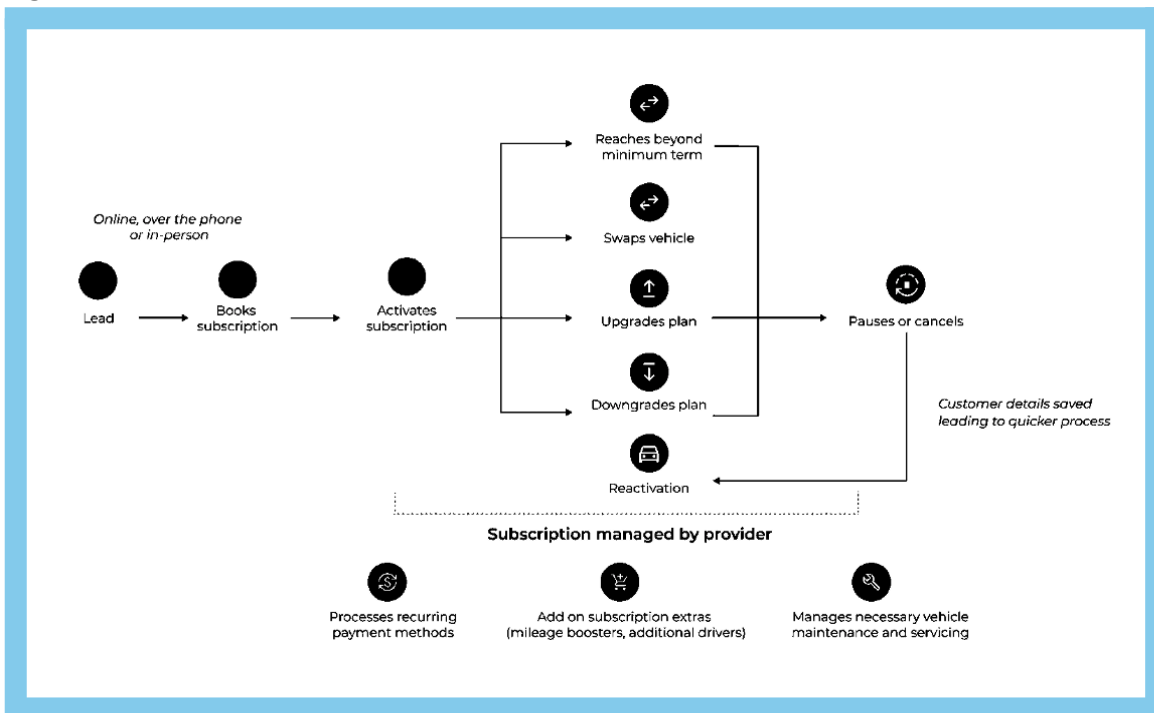 Reaches beyond
minimum term
Online, over the phone
or in-person
Swaps vehicle
Lead
Books
subscription
Activates
subscription
Upgrades plan
Pauses or cancels
Downgrades plan
Customer details saved
leading to quicker process
Reactivation
Subscription managed by provider
Processes recurring
payment methods
Add on subscription extras
(mileage boosters, additional drivers)
Manages necessary vehicle
maintenance and servicing